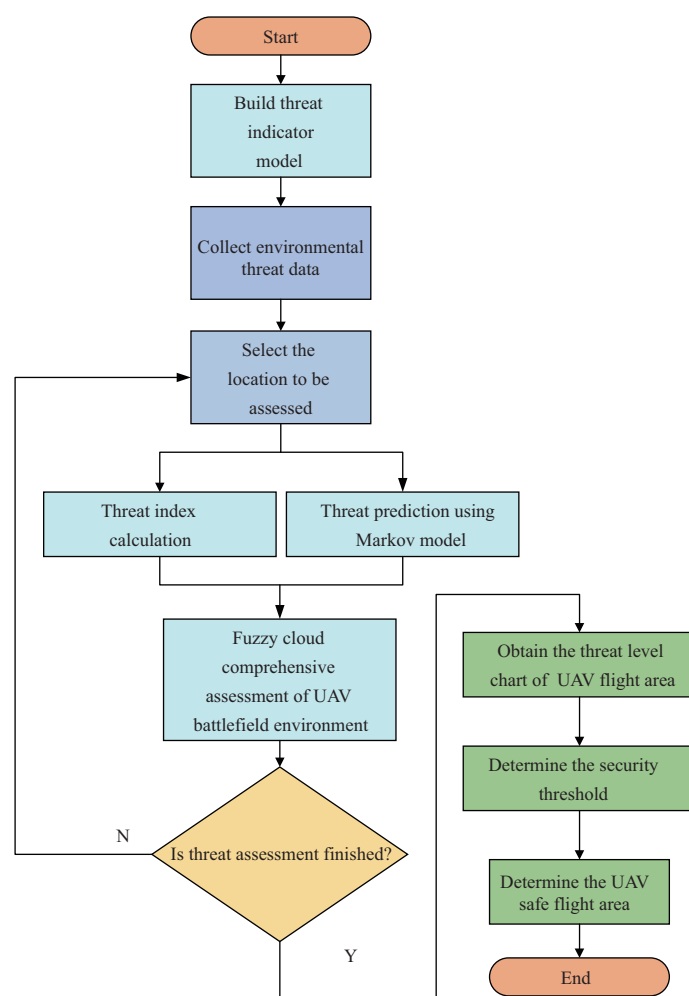 Start
Build threat
indicator
model
Collect environmental
threat data
Select the
location to be
assessed
Threat index
calculation
Threat prediction using
Markov model
Fuzzy cloud
comprehensive
assessment of UAV
battlefield environment
Is threat assessment finished?
N
Y
Obtain the threat level
chart of UAV flight area
Determine the security
threshold
Determine the UAV
safe flight area
End